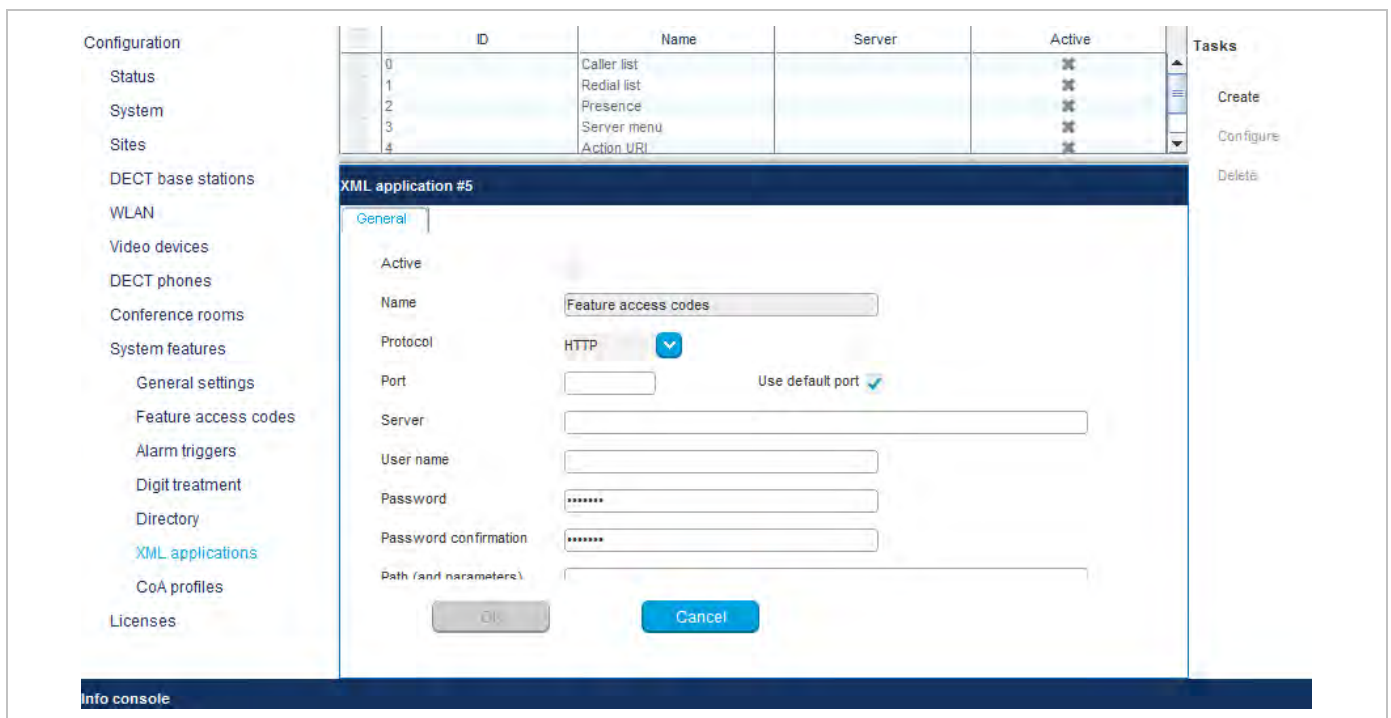 Configuration
Status
System
Sites
DECT base stations
WLAN
Video devices
DECT phones
Conference rooms
System features
General settings
Feature access codes
Alarm triggers
Digit treatment
Directory
XML applications
CoA profiles
Licenses
ID Name Server Active
0 Caller list
1 Redial list
2 Presence
3 Server menu
4 Action URI
XML application #5
General
Active
Name Feature access codes
Protocol HTTP
Port Use default port
Server
User name
Password •••••••
Password confirmation •••••••
Path (and parameters)
OK Cancel
Tasks
Create
Configure
Delete
Info console